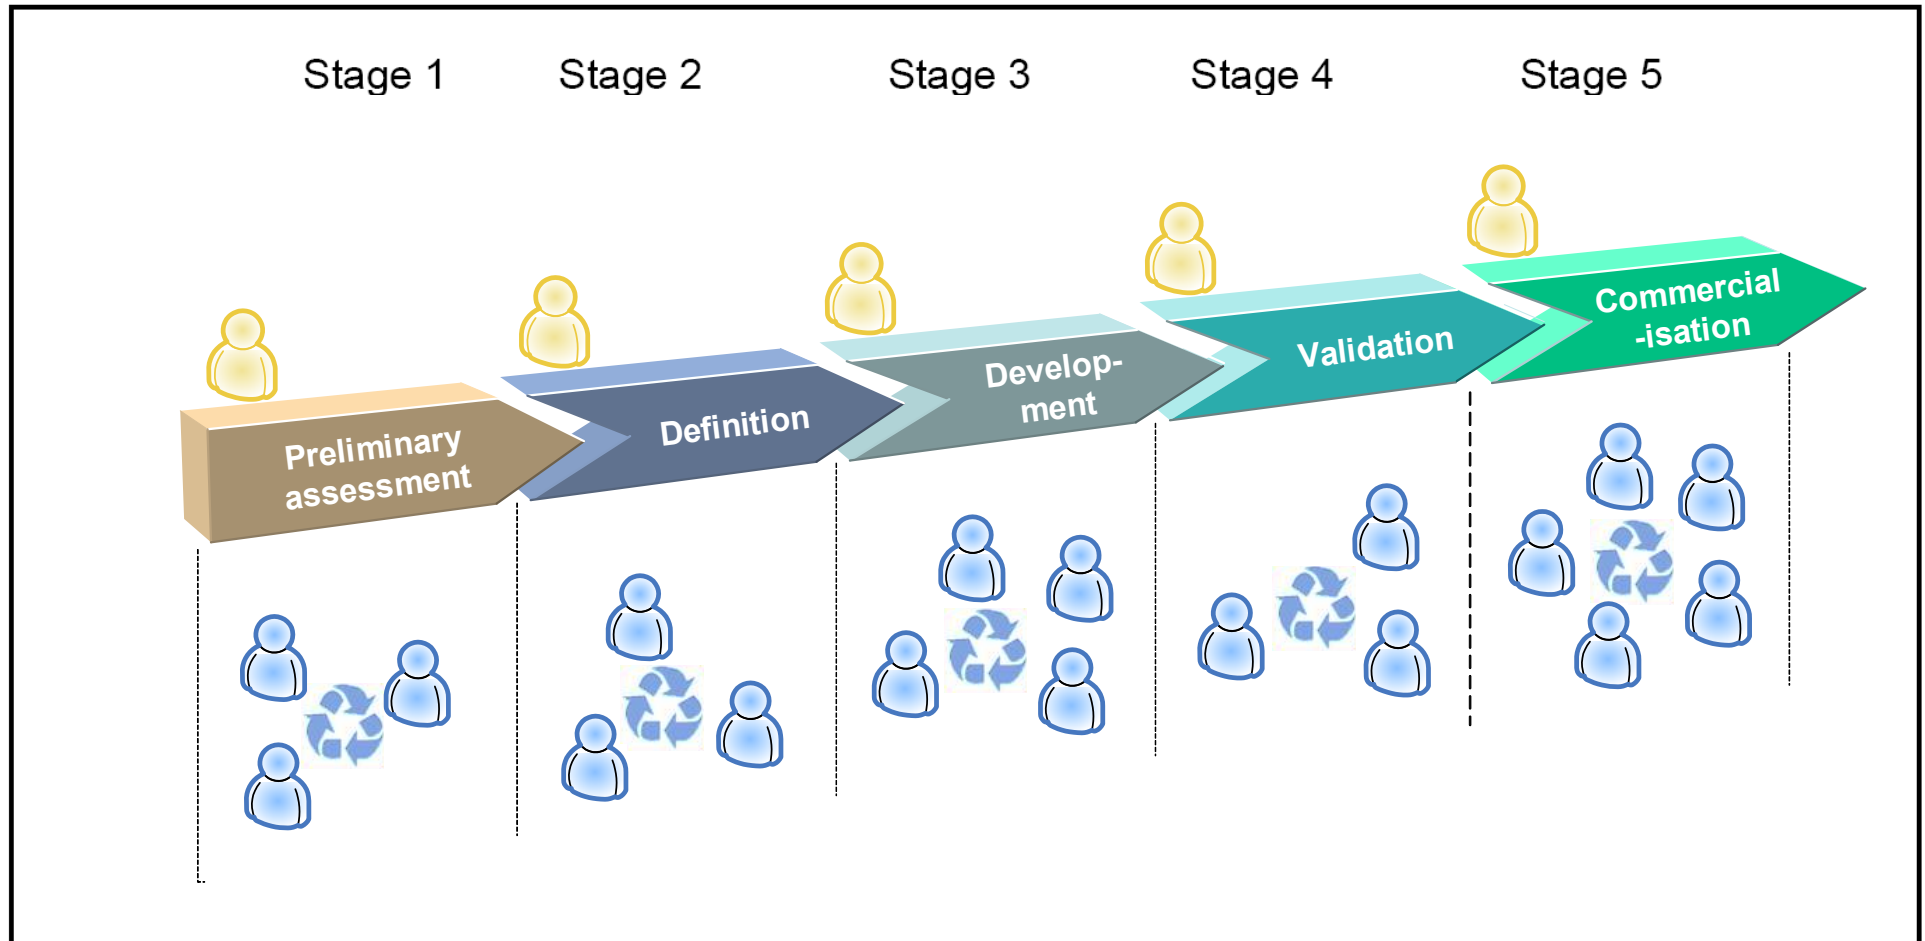 Stage 1
Stage 2
Stage 3
Stage 4
Stage 5
Preliminary
assessment
Definition
Develop-
ment
Validation
Commercial
-isation